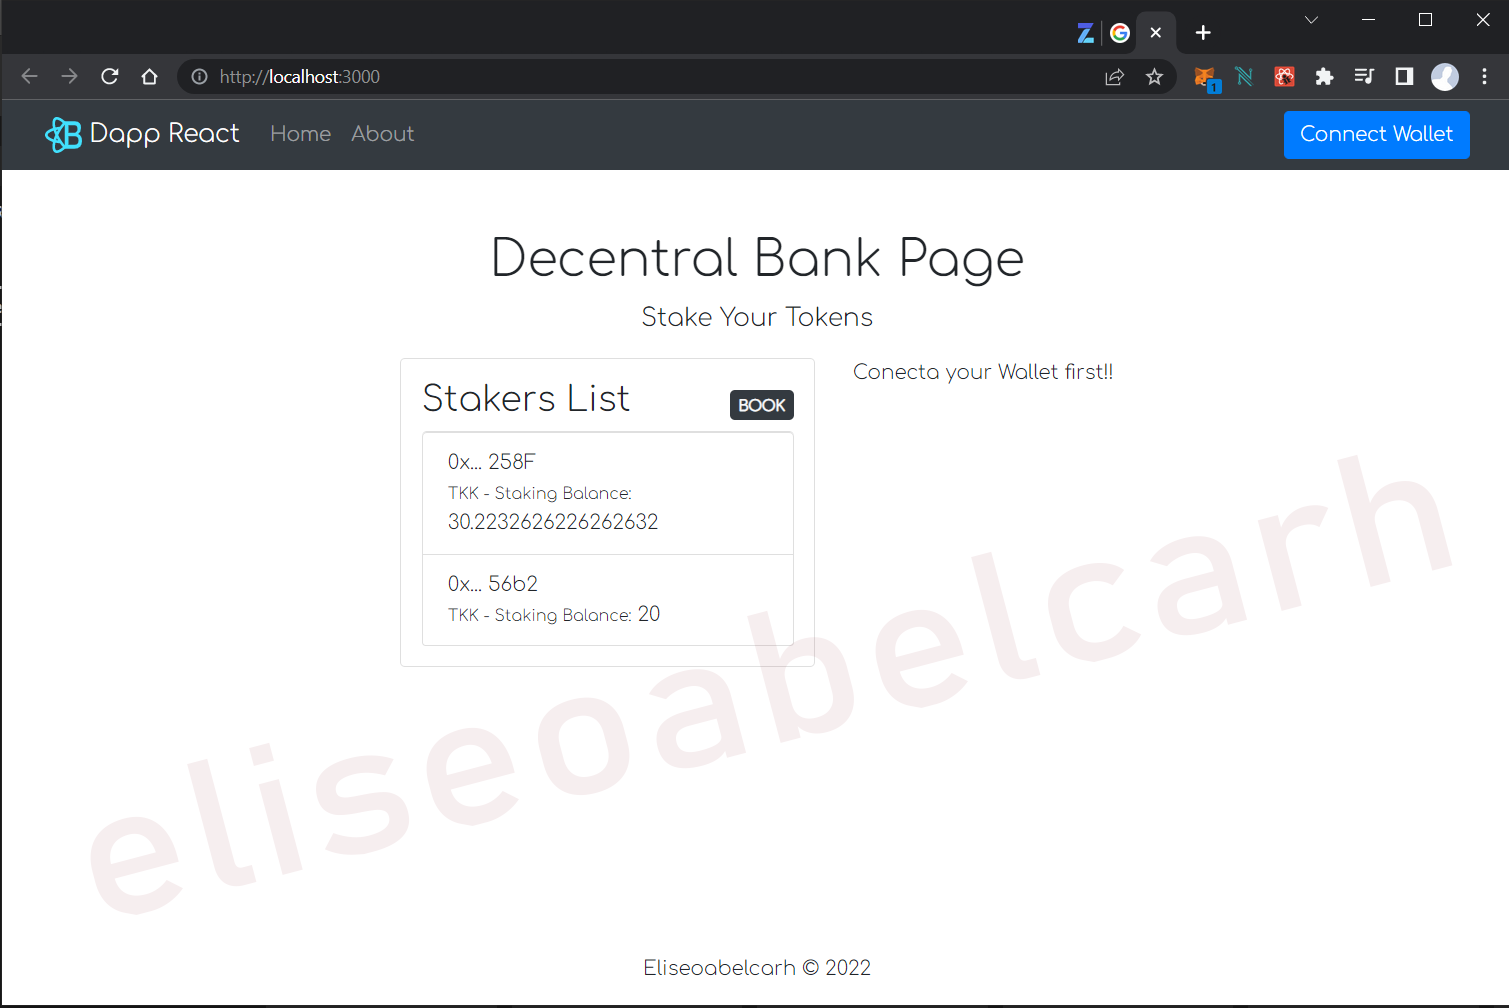 http://localhost:3000
1
Dapp React
Home
About
Connect Wallet
Decentral Bank Page
Stake Your Tokens
Stakers List
BOOK
0x... 258F
TKK - Staking Balance:
30.2232626226262632
0x... 56b2
TKK - Staking Balance: 20
Conecta your Wallet first!!
eliseoabelcarh
Eliseoabelcarh © 2022